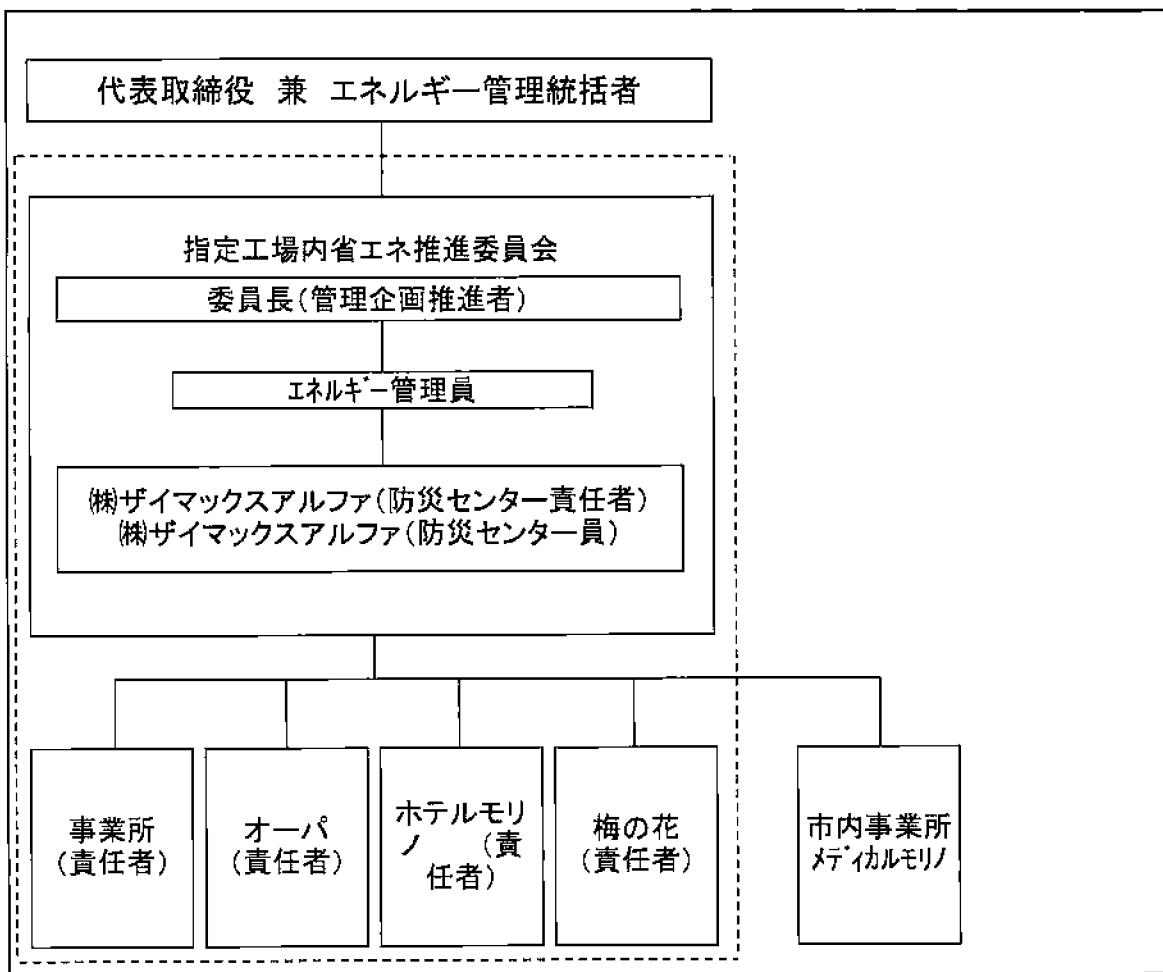 代表取締役 兼 エネルギー管理統括者
指定工場内省エネ推進委員会
委員長(管理企画推進者)
エネルギー管理員
㈱ザイマックスアルファ(防災センター責任者)
㈱ザイマックスアルファ(防災センター員)
事業所
(責任者)
オーパ
(責任者)
ホテルモリ
ノ (責
任者)
梅の花
(責任者)
市内事業所
メディカルモリノ